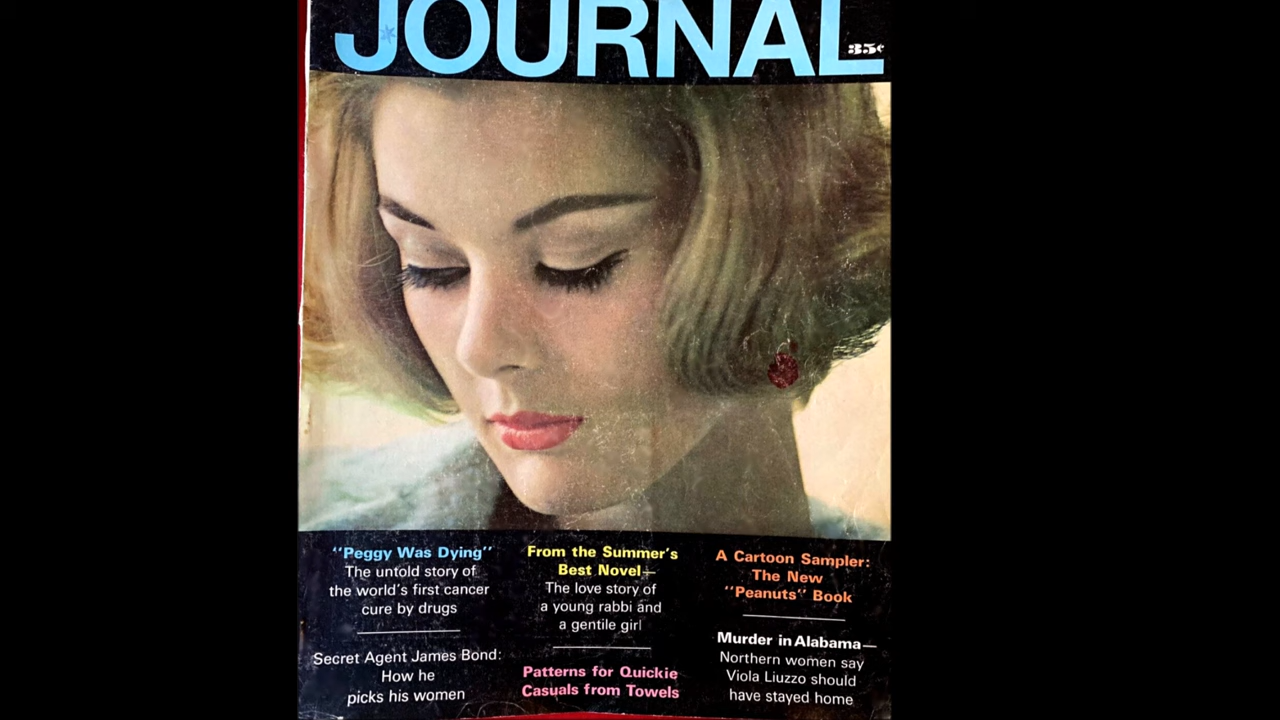 JOURNAL
35¢
"Peggy Was Dying"
The untold story of
the world's first cancer
cure by drugs
Secret Agent James Bond:
How he
picks his women
From the Summer's
Best Novel—
The love story of
a young rabbi and
a gentile girl
Patterns for Quickie
Casuals from Towels
A Cartoon Sampler:
The New
"Peanuts" Book
Murder in Alabama—
Northern women say
Viola Liuzzo should
have stayed home